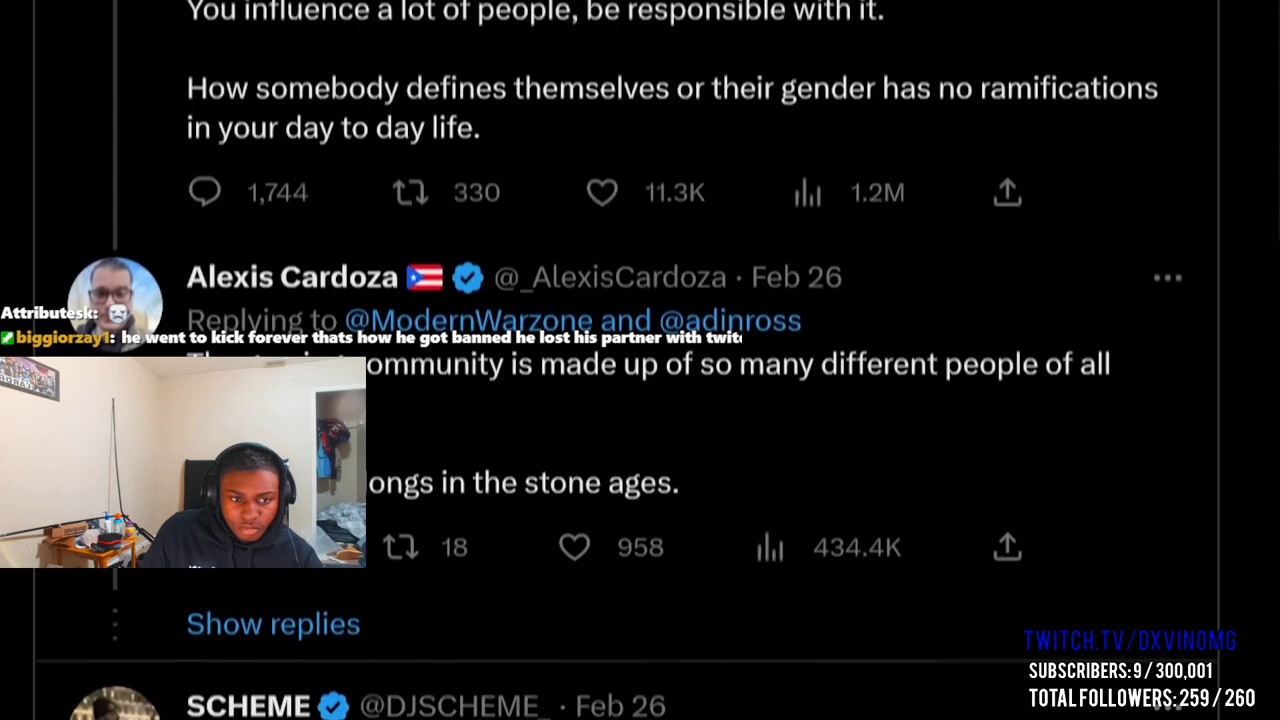 You influence a lot of people, be responsible with it.
How somebody defines themselves or their gender has no ramifications
in your day to day life.
1,744 330 11.3K 1.2M
Alexis Cardoza @_AlexisCardoza · Feb 26
Replying to @ModernWarzone and @adinross
Attributesk:
biggiorzay1: he went to kick forever thats how he got banned he lost his partner with
ommunity is made up of so many different people of all
ongs in the stone ages.
18 958 434.4K
Show replies
TWITCH.TV/DXVINOMG
SUBSCRIBERS: 9 / 300,001
TOTAL FOLLOWERS: 259 / 260
SCHEME @DJSCHEME_ · Feb 26